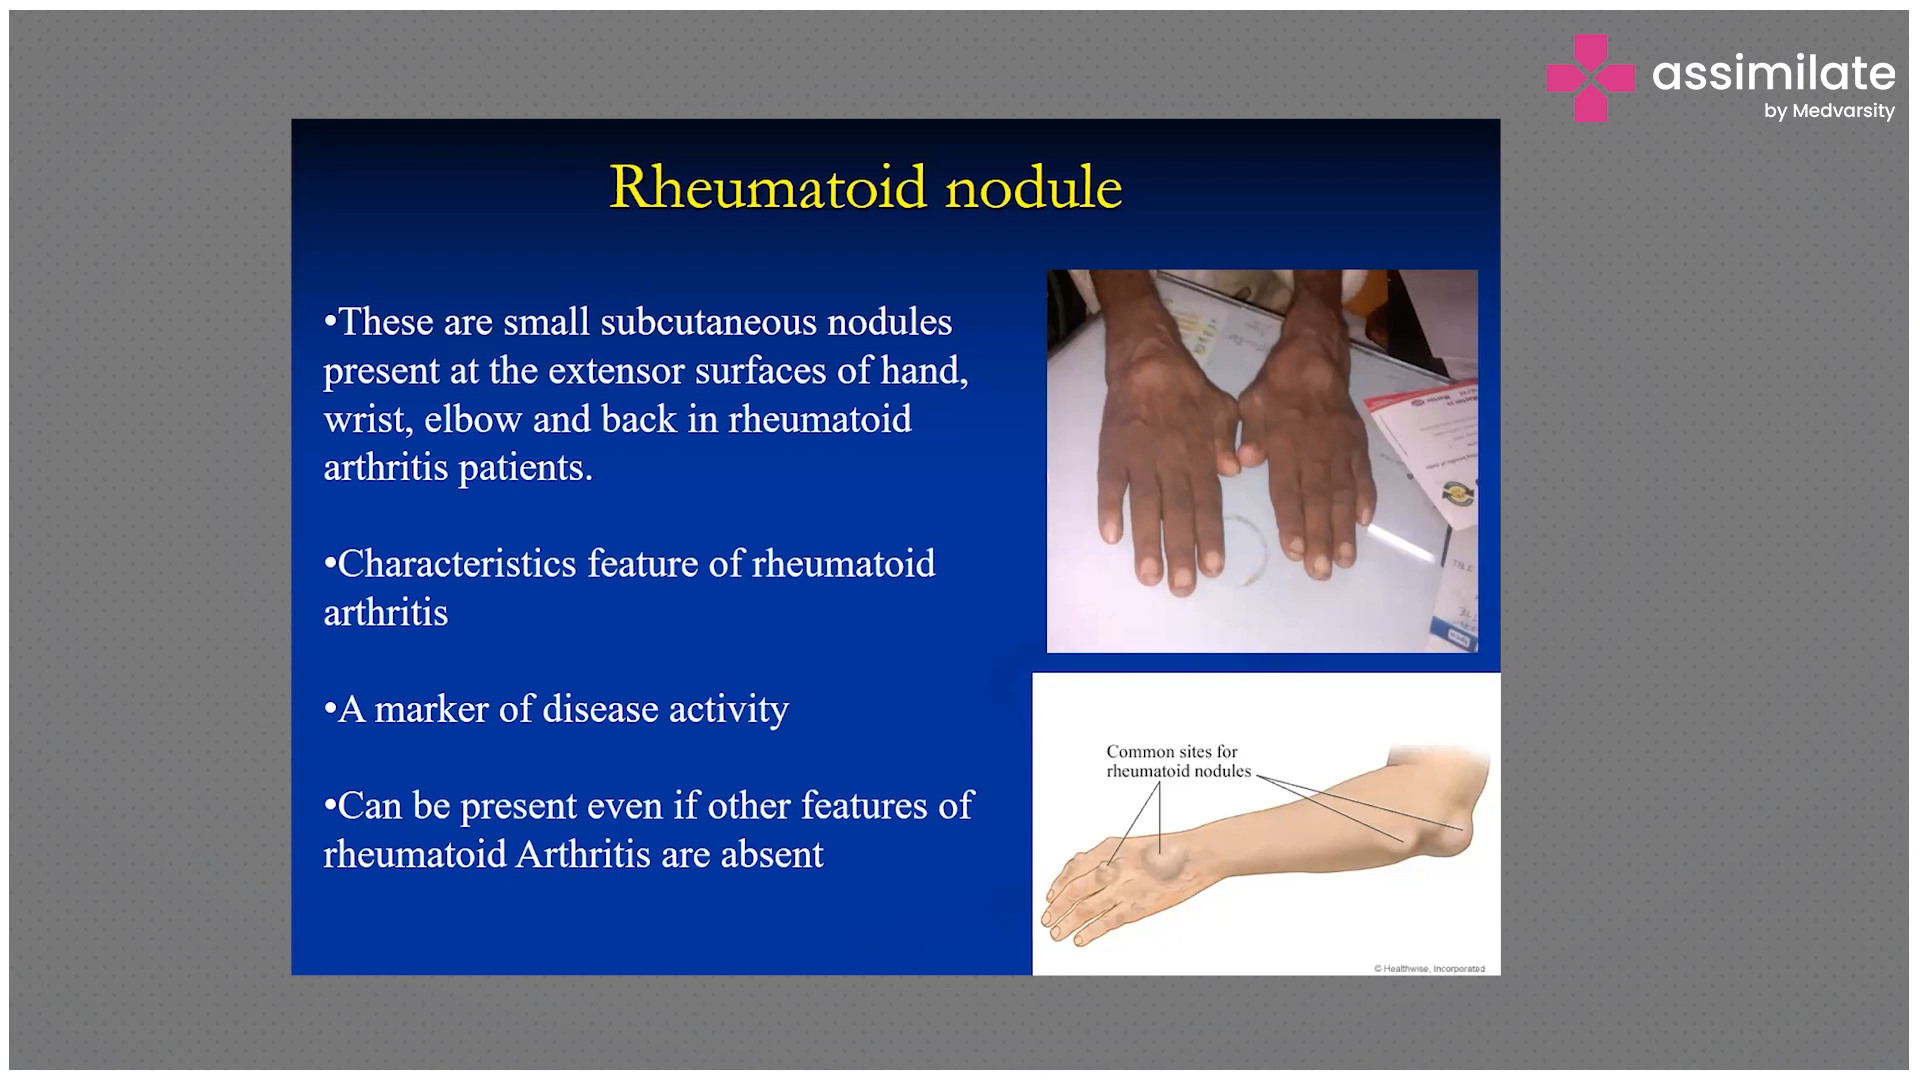 assimilate
by Medvarsity
Rheumatoid nodule
•These are small subcutaneous nodules
present at the extensor surfaces of hand,
wrist, elbow and back in rheumatoid
arthritis patients.
•Characteristics feature of rheumatoid
arthritis
•A marker of disease activity
•Can be present even if other features of
rheumatoid Arthritis are absent
Common sites for
rheumatoid nodules
© Healthwise, Incorporated